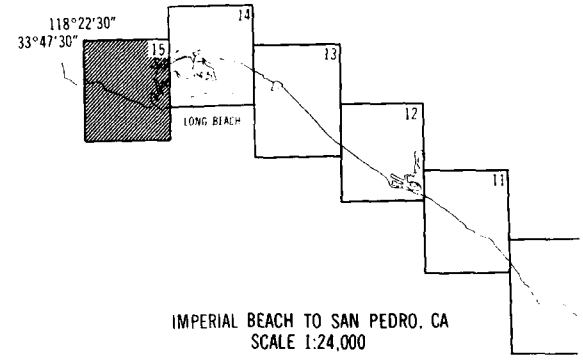 118°22'30"
33°47'30"
15
14
13
12
11
LONG BEACH
IMPERIAL BEACH TO SAN PEDRO, CA
SCALE 1:24,000